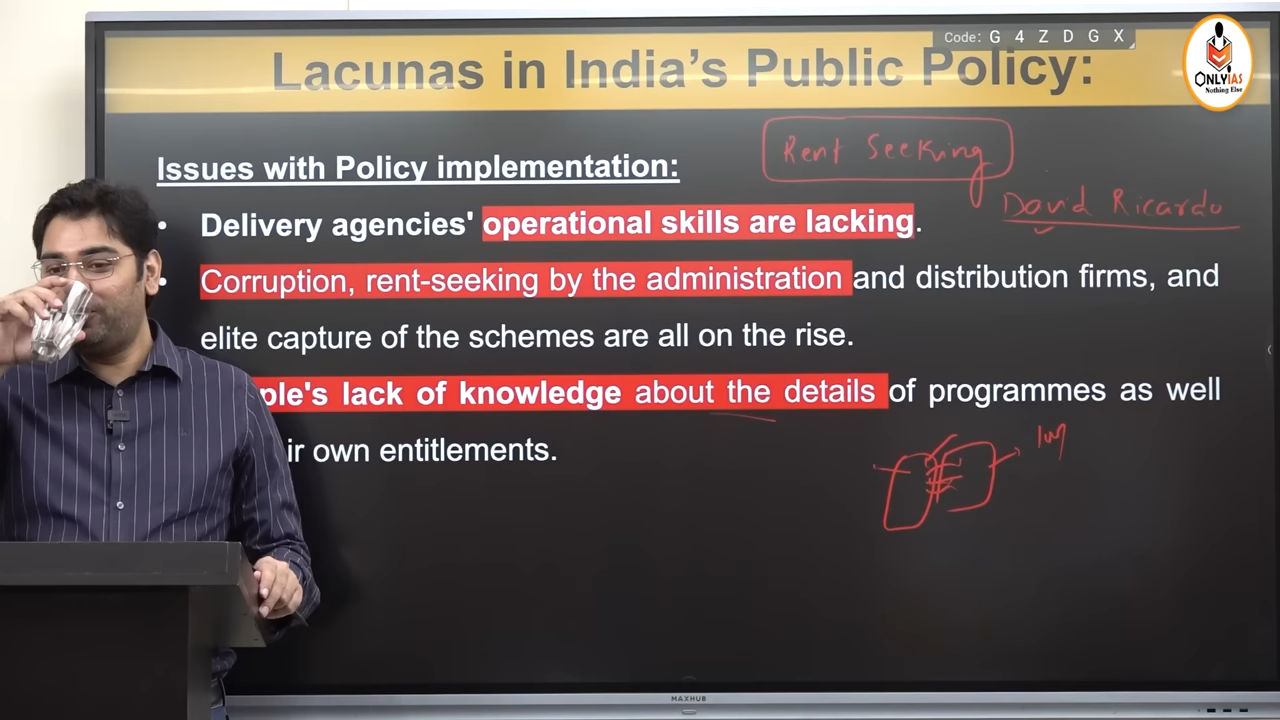 Code: G 4 Z D G X
ONLYIAS
Nothing Else
Lacunas in India's Public Policy:
Rent Seeking
Issues with Policy implementation:
David Ricardo
• Delivery agencies' operational skills are lacking.
• Corruption, rent-seeking by the administration and distribution firms, and
elite capture of the schemes are all on the rise.
ple's lack of knowledge about the details of programmes as well
ir own entitlements.
MAXHUB